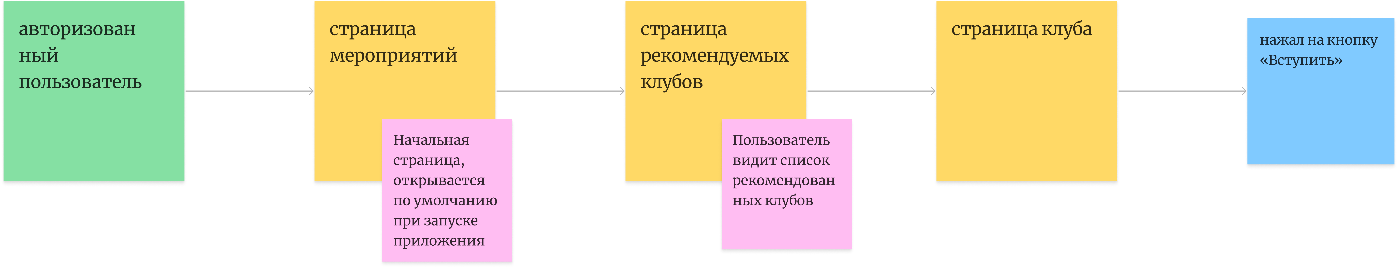 авторизован
ный
пользователь
страница
мероприятий
Начальная
страница,
открывается
по умолчанию
при запуске
приложения
страница
рекомендуемых
клубов
Пользователь
видит список
рекомендован
ных клубов
страница клуба
нажал на кнопку
«Вступить»